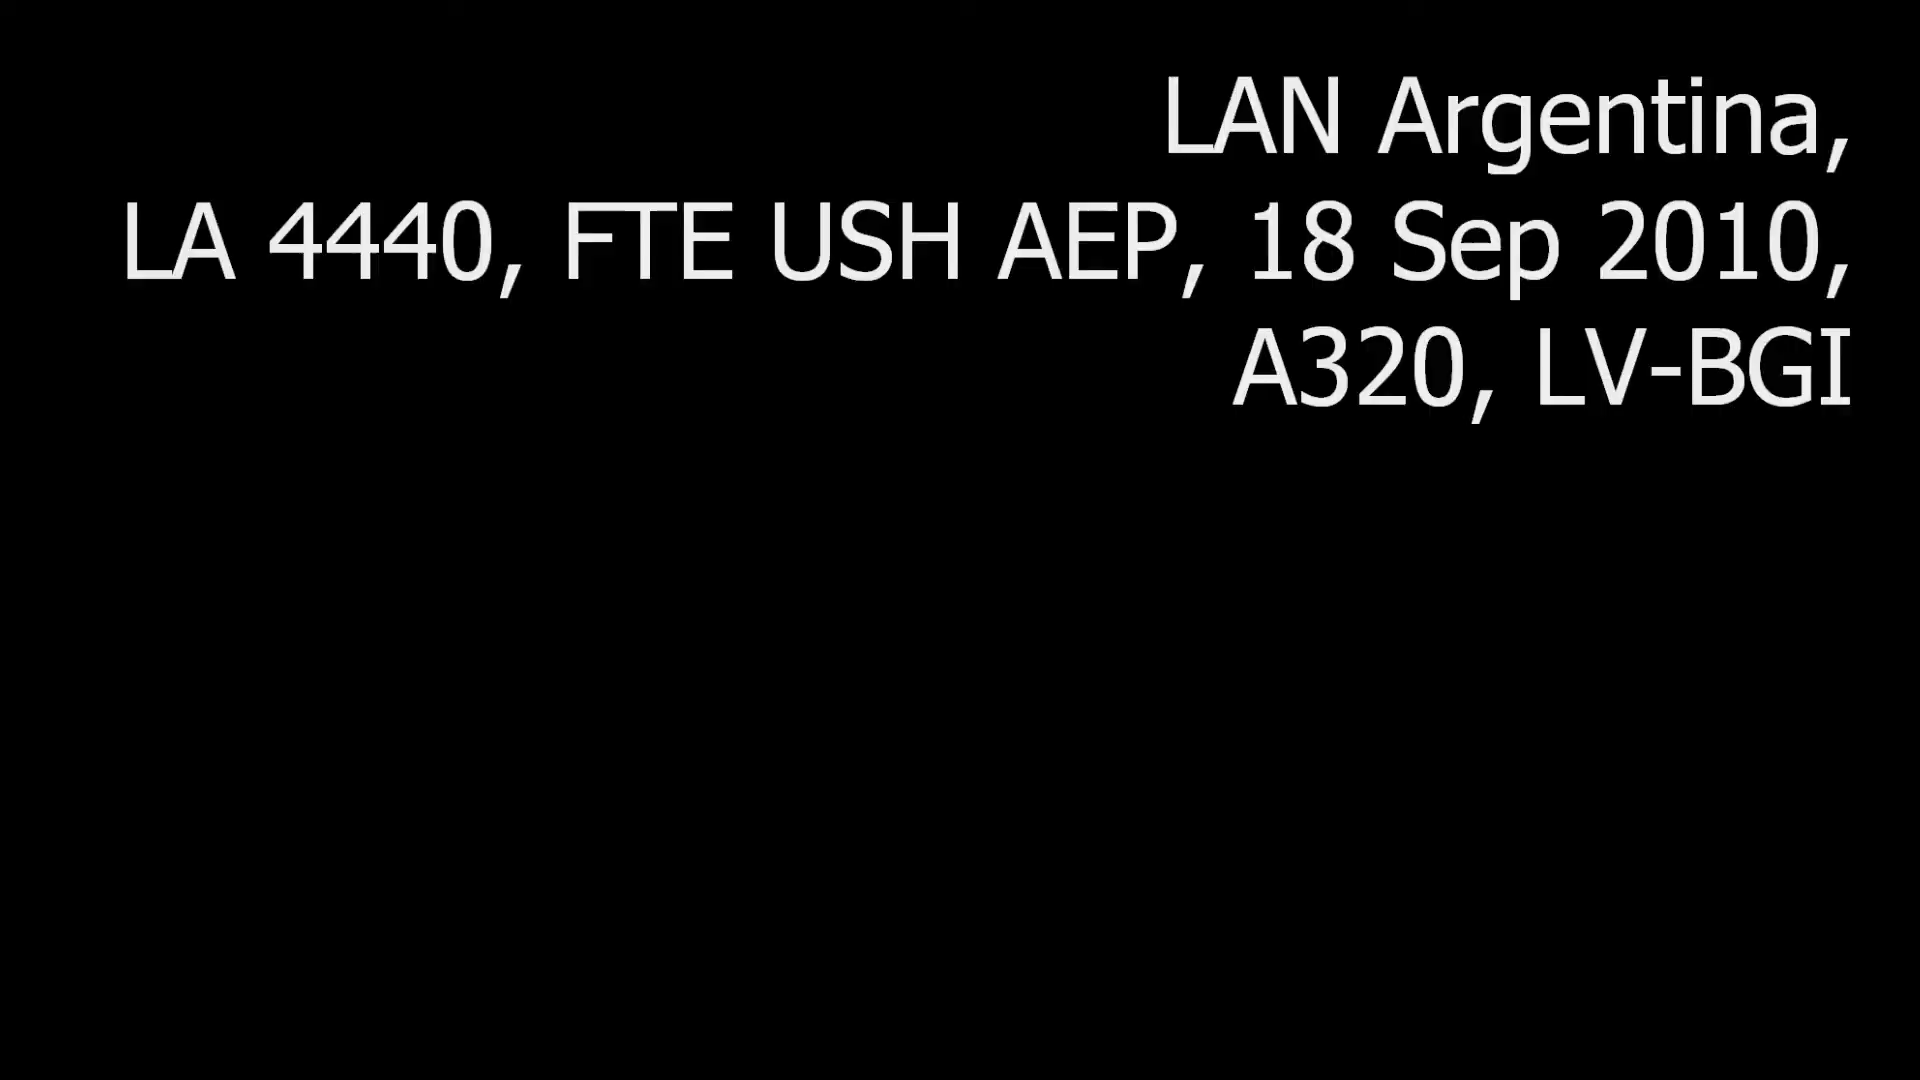 LAN Argentina,
LA 4440, FTE USH AEP, 18 Sep 2010,
A320, LV-BGI